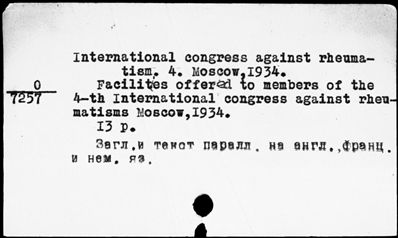 International congress against rheuma-
tism. 4. Moscow,1934.
0
7257
Facilites offered to members of the
4-th International congress against rheu-
matisms Moscow,1934.
13 p.
Загл.и текст паралл. на англ.,франц.
и нем. яз.